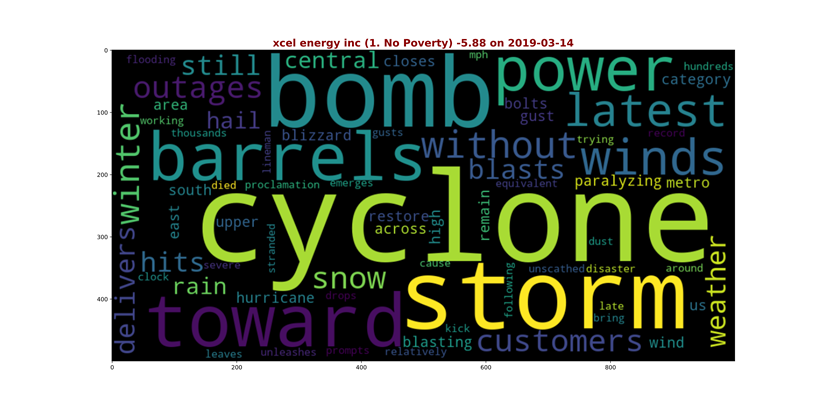 xcel energy inc (1. No Poverty) -5.88 on 2019-03-14
0
100
200
300
400
0
200
400
600
800
flooding
still
central
closes
mph
power
hundreds
category
outages
bomb
area
working
hail
bolts
gust
latest
winter
thousands
lineman
blizzard
gusts
without
trying
record
barrels
blasts
winds
south
died
proclamation
emerges
equivalent
paralyzing
metro
east
upper
cyclone
restore
across
high
remain
stranded
dust
delivers
hits
severe
clock
rain
snow
cause
unscathed
disaster
around
weather
hurricane
drops
storm
following
late
bring
us
toward
kick
blasting
customers
wind
leaves
unleashes
prompts
relatively